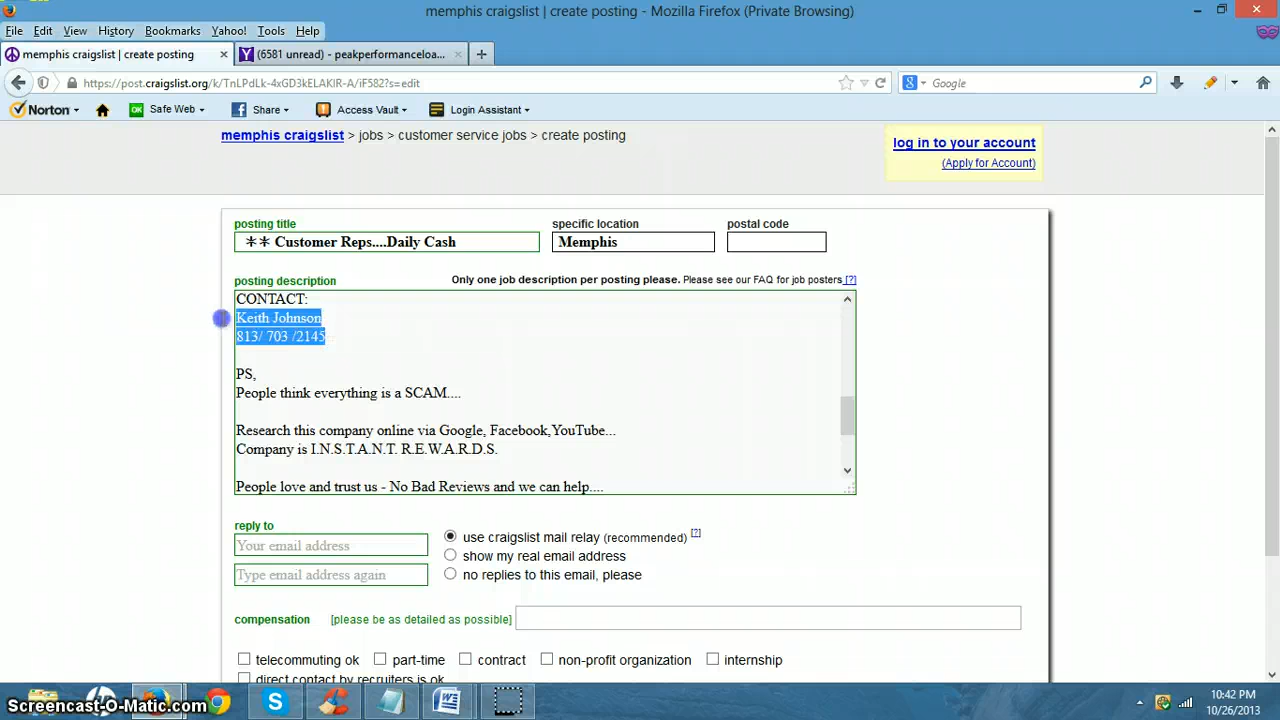 memphis craigslist | create posting - Mozilla Firefox (Private Browsing)
File Edit View History Bookmarks Yahoo! Tools Help
memphis craigslist | create posting
(6581 unread) - peakperformanceloa...
https://post.craigslist.org/k/TnLPdLk-4xGD3kELAKIR-A/iF582?s=edit
Google
Norton Safe Web Share Access Vault Login Assistant
memphis craigslist > jobs > customer service jobs > create posting
log in to your account
(Apply for Account)
posting title specific location postal code
** Customer Reps....Daily Cash Memphis
posting description Only one job description per posting please. Please see our FAQ for job posters [?]
CONTACT:
Keith Johnson
813/ 703 /2145
PS,
People think everything is a SCAM....
Research this company online via Google, Facebook,YouTube...
Company is I.N.S.T.A.N.T. R.E.W.A.R.D.S.
People love and trust us - No Bad Reviews and we can help....
reply to
Your email address
Type email address again
use craigslist mail relay (recommended) [?]
show my real email address
no replies to this email, please
compensation [please be as detailed as possible]
telecommuting ok part-time contract non-profit organization internship
direct contact by recruiters is ok
Screencast-O-Matic.com
10:42 PM
10/26/2013